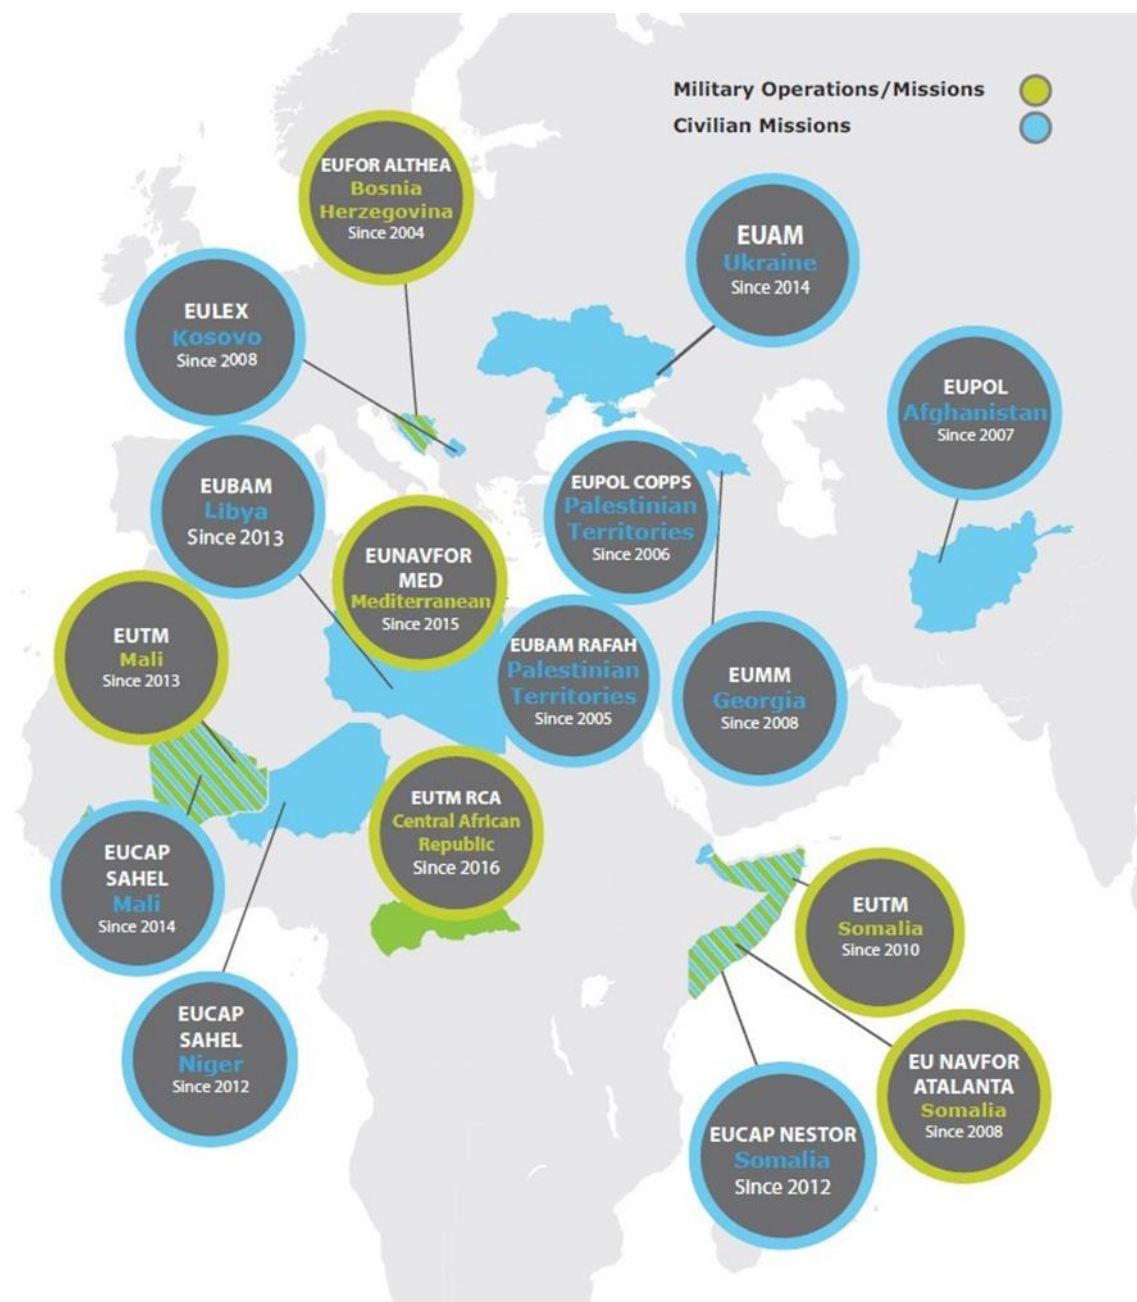 Military Operations/Missions
Civilian Missions
EUFOR ALTHEA
Bosnia
Herzegovina
Since 2004
EUAM
Ukraine
Since 2014
EULEX
Kosovo
Since 2008
EUPOL
Afghanistan
Since 2007
EUBAM
Libya
Since 2013
EUPOL COPPS
Palestinian
Territories
Since 2006
EUNAVFOR
MED
Mediterranean
Since 2015
EUTM
Mali
Since 2013
EUBAM RAFAH
Palestinian
Territories
Since 2005
EUMM
Georgia
Since 2008
EUTM RCA
Central African
Republic
Since 2016
EUCAP
SAHEL
Mali
Since 2014
EUTM
Somalia
Since 2010
EUCAP
SAHEL
Niger
Since 2012
EU NAVFOR
ATALANTA
Somalia
Since 2008
EUCAP NESTOR
Somalia
Since 2012